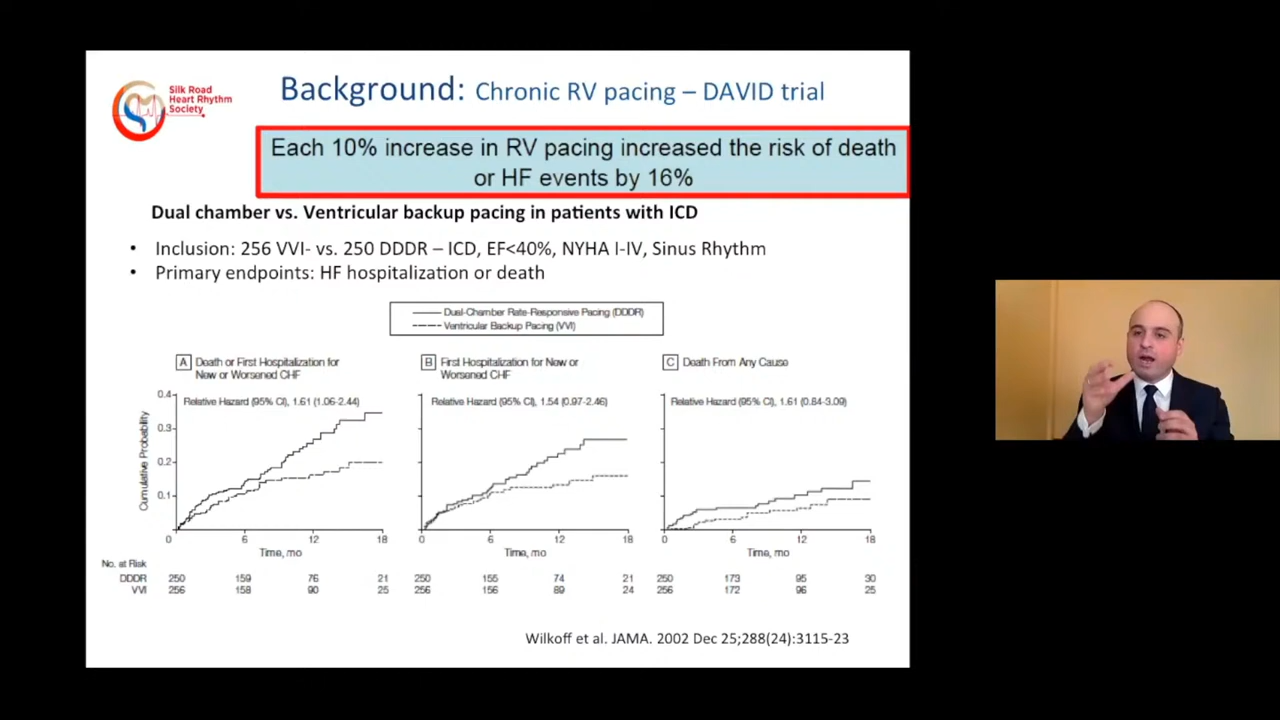 Silk Road
Heart Rhythm
Society
Background: Chronic RV pacing – DAVID trial
Each 10% increase in RV pacing increased the risk of death
or HF events by 16%
Dual chamber vs. Ventricular backup pacing in patients with ICD
• Inclusion: 256 VVI- vs. 250 DDDR – ICD, EF<40%, NYHA I-IV, Sinus Rhythm
• Primary endpoints: HF hospitalization or death
Dual-Chamber Rate-Responsive Pacing (DDDR)
Ventricular Backup Pacing (VVI)
A Death or First Hospitalization for
New or Worsened CHF
B First Hospitalization for New or
Worsened CHF
C Death From Any Cause
Relative Hazard (95% CI), 1.61 (1.06-2.44)
Relative Hazard (95% CI), 1.54 (0.97-2.46)
Relative Hazard (95% CI), 1.61 (0.84-3.09)
Cumulative Probability
0.4
0.3
0.2
0.1
0 6 12 18
0 6 12 18
0 6 12 18
Time, mo
Time, mo
Time, mo
No. at Risk
DDDR 250 159 76 21 250 155 74 21 250 173 95 30
VVI 256 158 90 25 256 156 89 24 256 172 96 25
Wilkoff et al. JAMA. 2002 Dec 25;288(24):3115-23